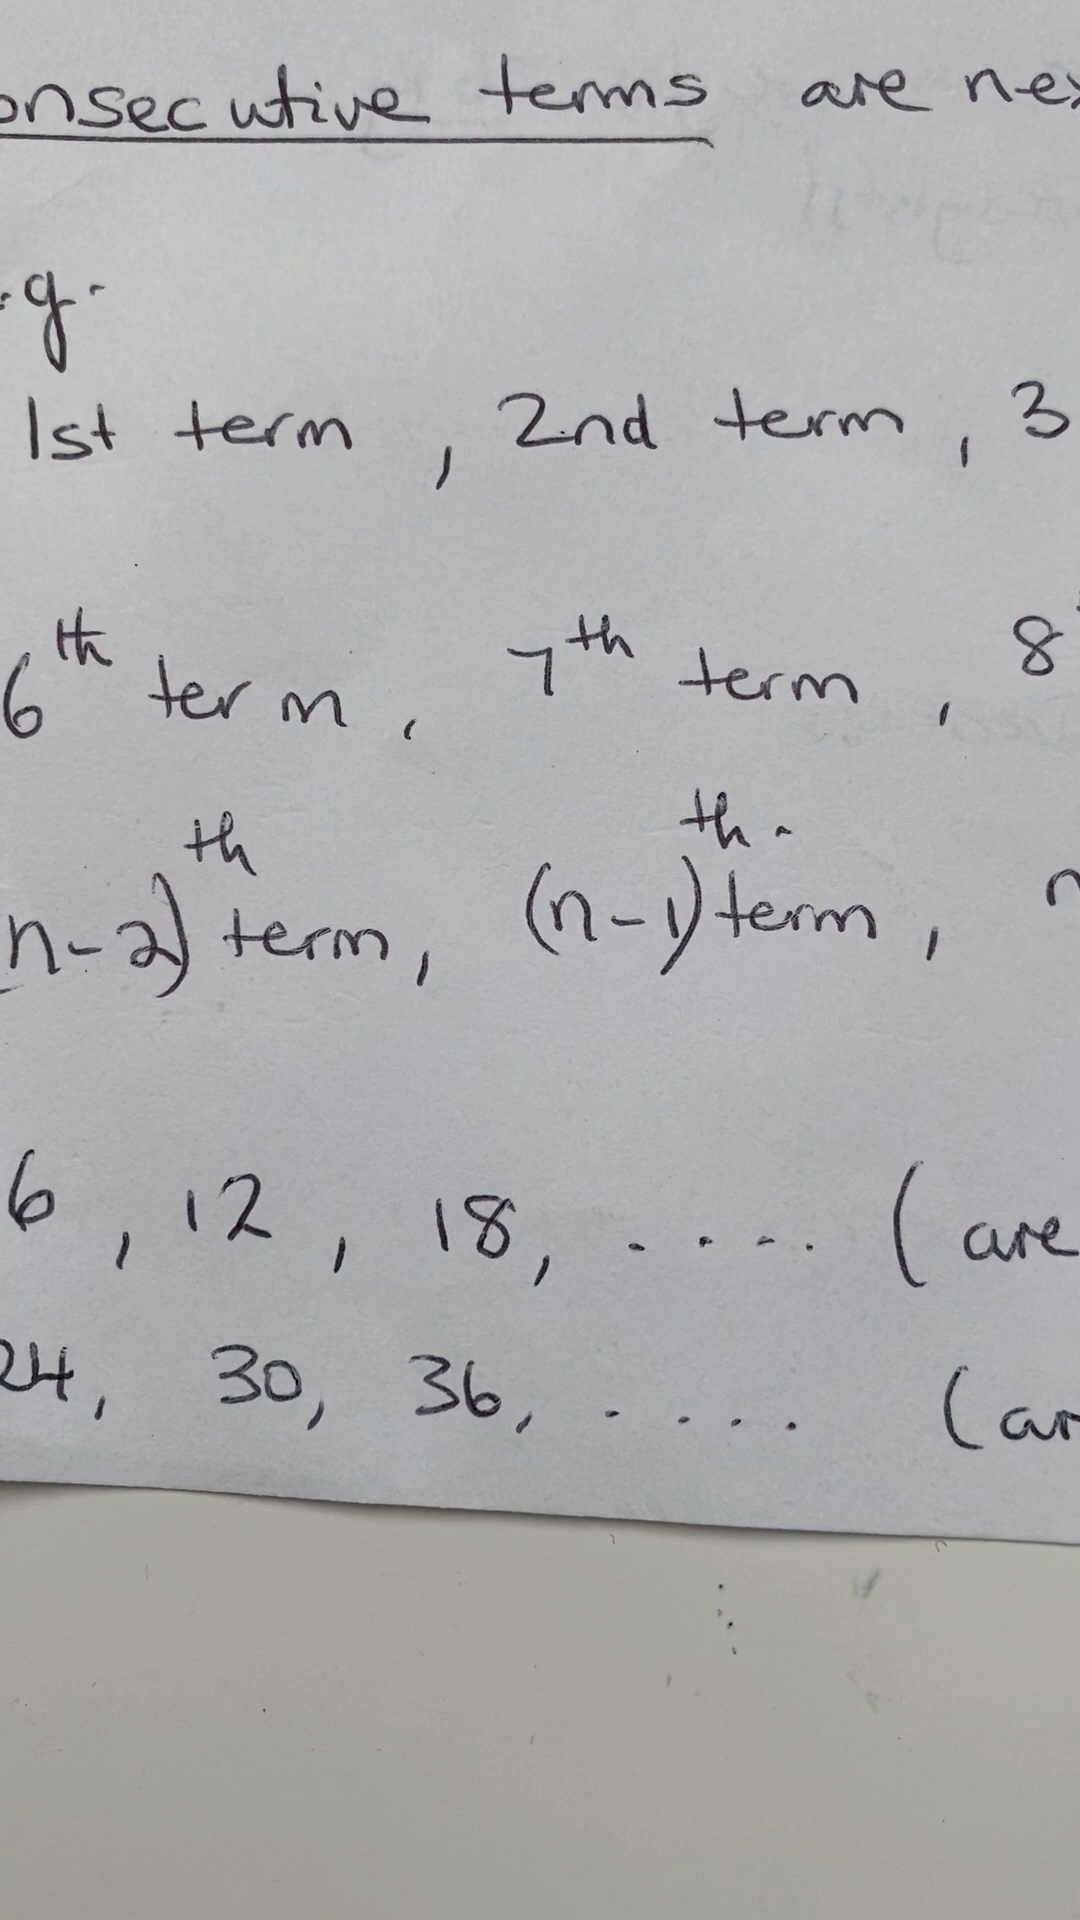 onsecutive terms are nex
.g.
1st term, 2nd term, 3
6th term, 7th term, 8
(n-2)th term, (n-1)th term, n
6, 12, 18, ..... (are
24, 30, 36, ..... (ar